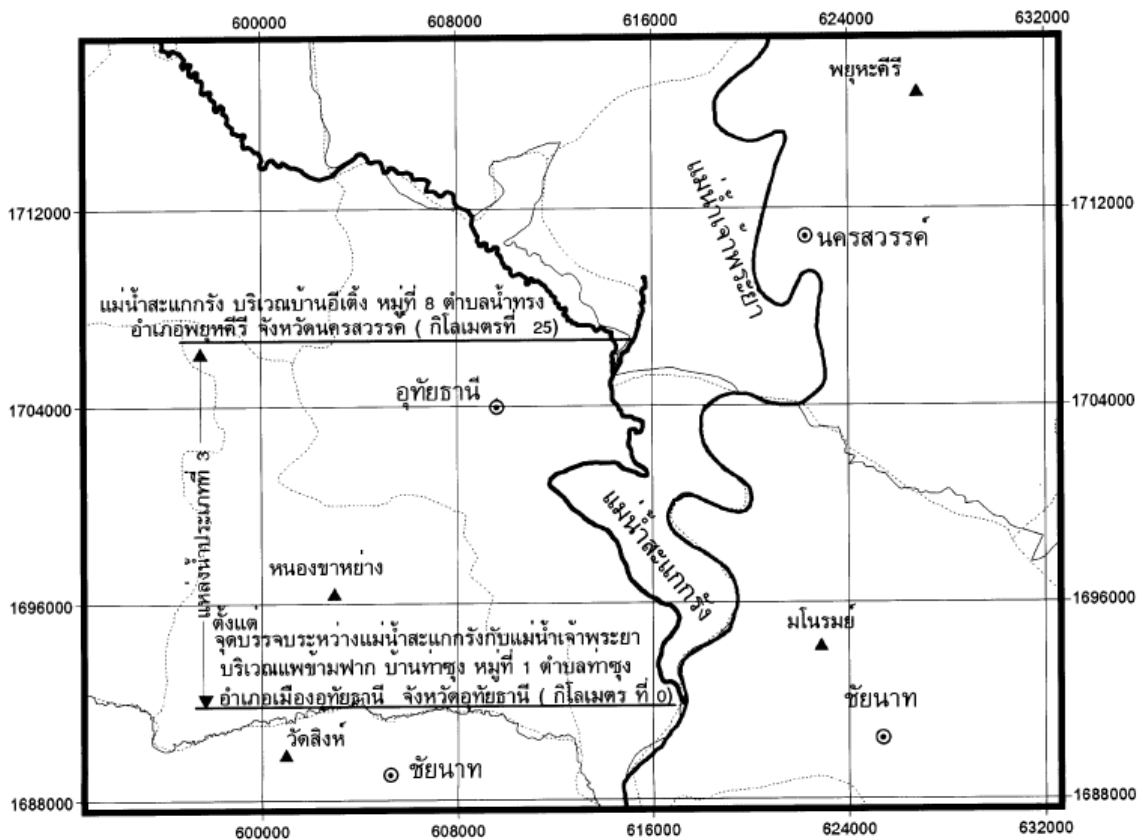 600000 608000 616000 624000 632000
พยุหะคีรี
แม่น้ำเจ้าพระยา
1712000 1712000
นครสวรรค์
แม่น้ำสะแกกรัง บริเวณบ้านอีเติ่ง หมู่ที่ 8 ตำบลน้ำทรง
อำเภอพยุหคีรี จังหวัดนครสวรรค์ ( กิโลเมตรที่ 25)
อุทัยธานี
1704000 1704000
แหล่งน้ำประเภทที่ 3
แม่น้ำสะแกกรัง
หนองขาหย่าง
1696000 1696000
ตั้งแต่
จุดบรรจบระหว่างแม่น้ำสะแกกรังกับแม่น้ำเจ้าพระยา
มโนรมย์
บริเวณแพข้ามฟาก บ้านท่าซุง หมู่ที่ 1 ตำบลท่าซุง
อำเภอเมืองอุทัยธานี จังหวัดอุทัยธานี ( กิโลเมตร ที่ 0)
ชัยนาท
วัดสิงห์
ชัยนาท
1688000 1688000
600000 608000 616000 624000 632000